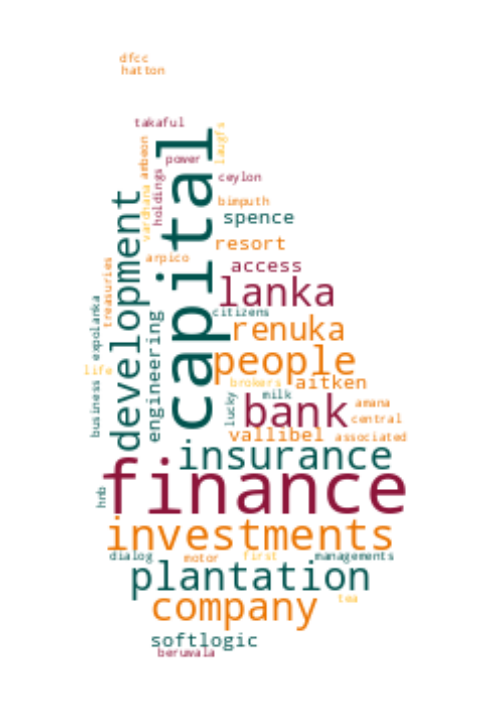 dfcc
hatton
takaful
laugfs
ambeon
power
capital
holdings
vardhana
ceylon
bimputh
development
spence
resort
arpico
access
treasuries
lanka
expolanka
citizens
engineering
renuka
people
life
brokers
aitken
business
milk
lucky
bank
amana
central
vallibel
associated
insurance
finance
hnb
investments
dialog
motor
first
managements
plantation
tea
company
softlogic
beruwala